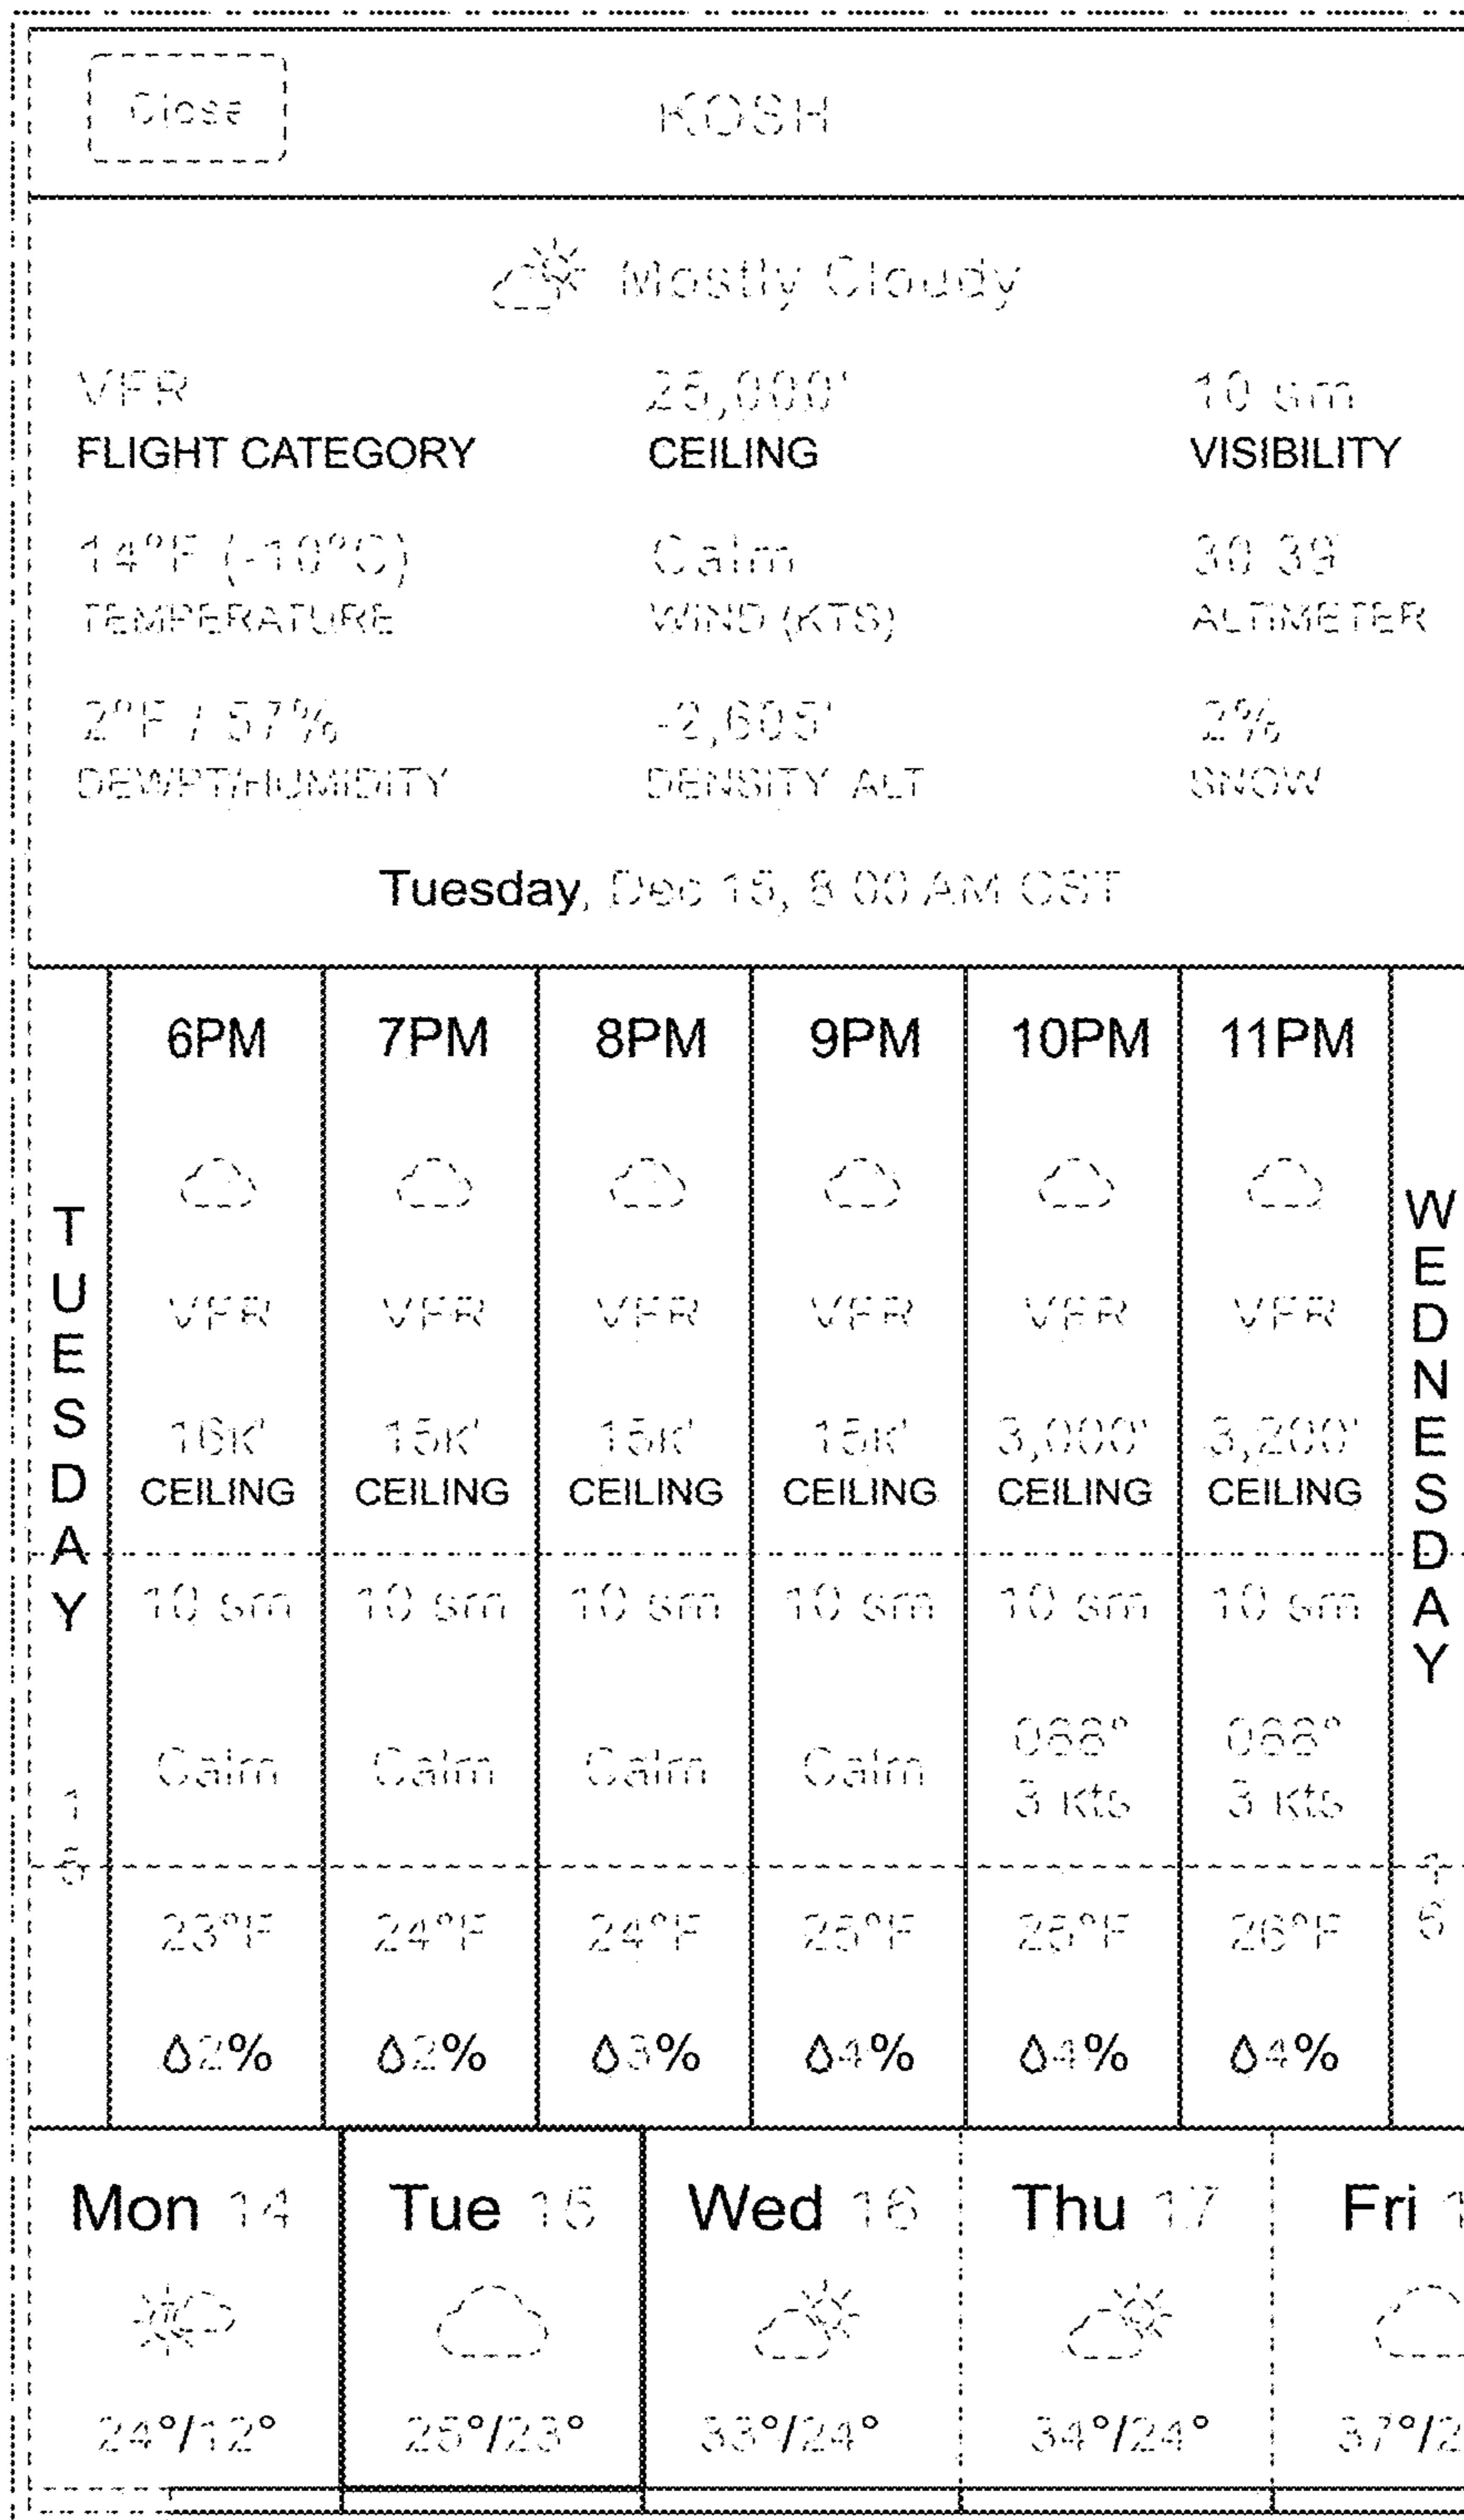 Close
KOSH
Mostly Cloudy
VFR 25,000' 10 sm
FLIGHT CATEGORY CEILING VISIBILITY
14°F (-10°C) Calm 30.39
TEMPERATURE WIND (KTS) ALTIMETER
2°F / 57% -2,605' 2%
DEWPT/HUMIDITY DENSITY ALT SNOW
Tuesday, Dec 15, 8:00 AM CST
TUESDAY 15
6PM 7PM 8PM 9PM 10PM 11PM
VFR VFR VFR VFR VFR VFR
16K' 15K' 15K' 15K' 3,000' 3,200'
CEILING CEILING CEILING CEILING CEILING CEILING
10 sm 10 sm 10 sm 10 sm 10 sm 10 sm
Calm Calm Calm Calm
3 kts 3 kts
23°F 24°F 24°F 25°F 25°F 26°F
2% 2% 3% 4% 4% 4%
WEDNESDAY 16
Mon 14 Tue 15 Wed 16 Thu 17 Fri
24°/12° 25°/23° 33°/24° 34°/24° 37°/2